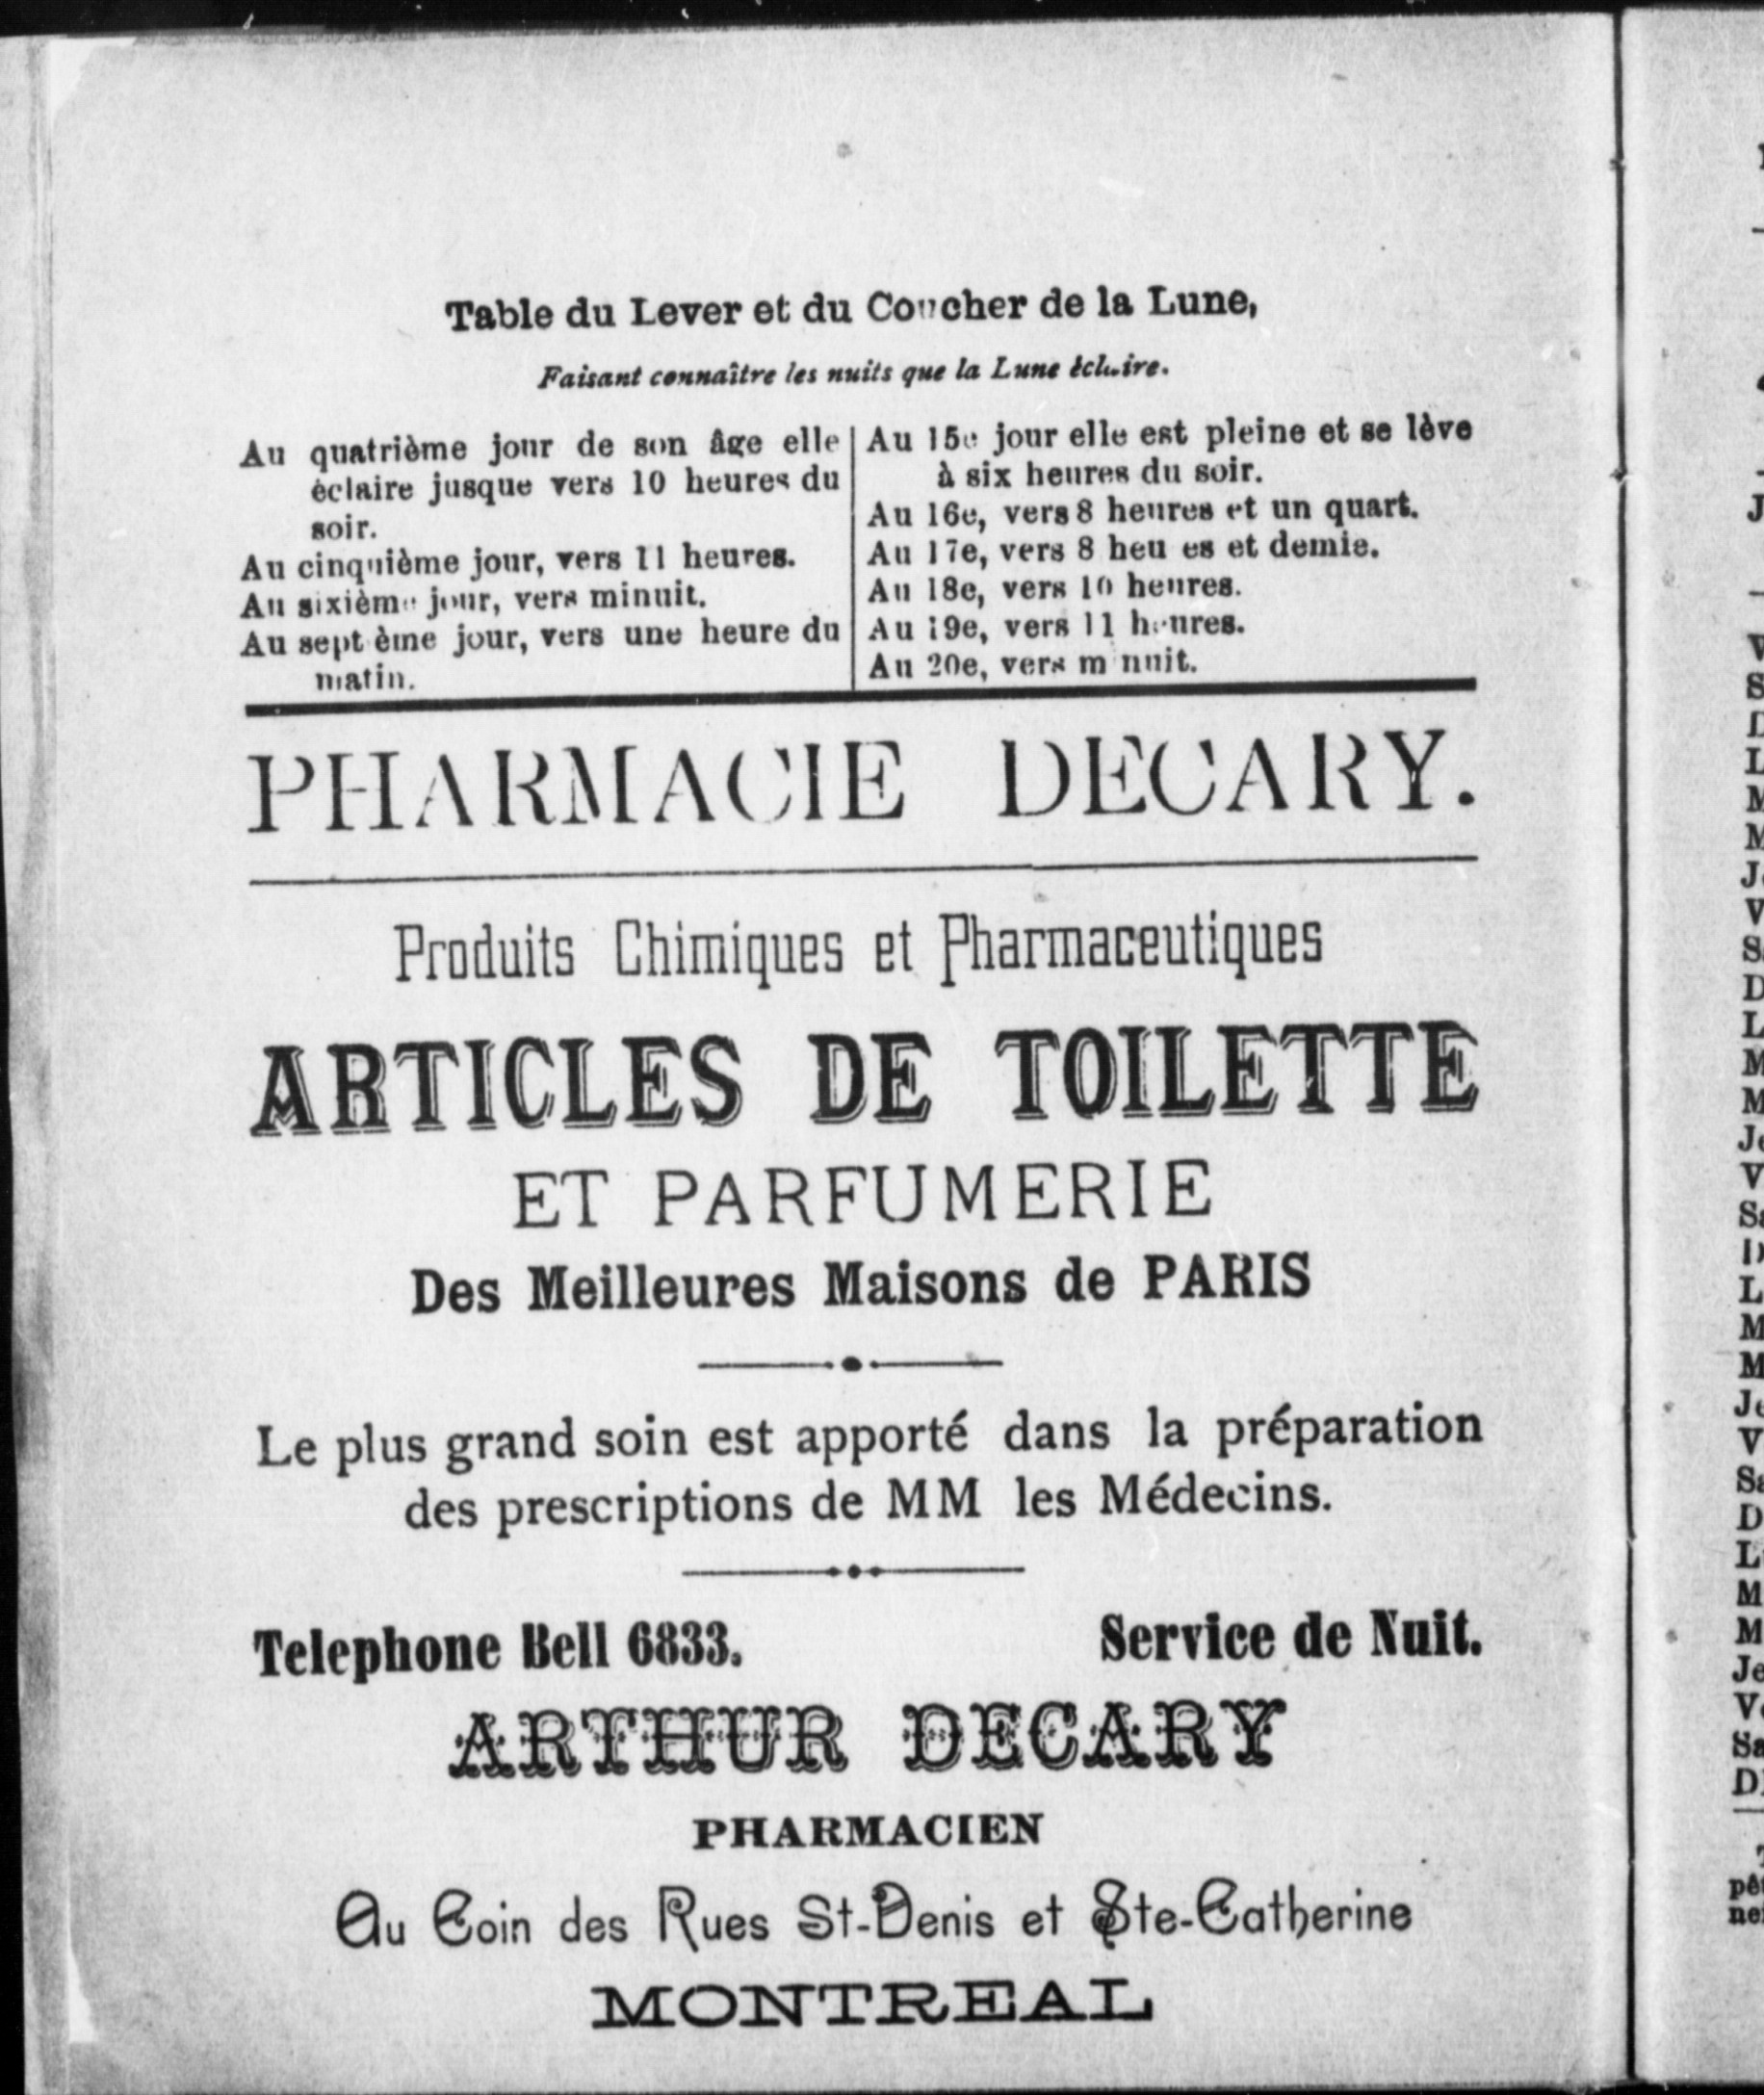 Table du Lever et du Coucher de la Lune,
Faisant connaître les nuits que la Lune éclaire.
Au quatrième jour de son âge elle
éclaire jusque vers 10 heures du
soir.
Au cinquième jour, vers 11 heures.
Au sixième jour, vers minuit.
Au septième jour, vers une heure du
matin.
Au 15e jour elle est pleine et se lève
à six heures du soir.
Au 16e, vers 8 heures et un quart.
Au 17e, vers 8 heures et demie.
Au 18e, vers 10 heures.
Au 19e, vers 11 heures.
Au 20e, vers minuit.
PHARMACIE DECARY.
Produits Chimiques et Pharmaceutiques
ARTICLES DE TOILETTE
ET PARFUMERIE
Des Meilleures Maisons de PARIS
Le plus grand soin est apporté dans la préparation
des prescriptions de MM les Médecins.
Telephone Bell 6833. Service de Nuit.
ARTHUR DECARY
PHARMACIEN
Au Coin des Rues St-Denis et Ste-Catherine
MONTREAL